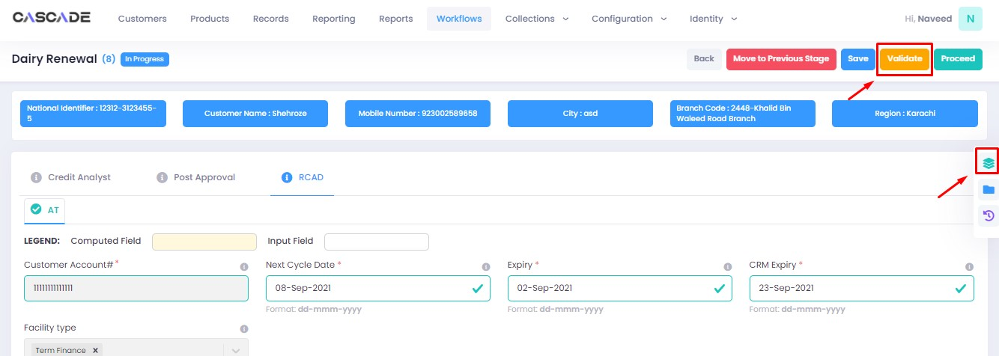 CASCADE Customers Products Records Reporting Reports Workflows Collections Configuration Identity Hi, Naveed N
Dairy Renewal (8) In Progress Back Move to Previous Stage Save Validate Proceed
National Identifier : 12312-3123455-
5
Customer Name : Shehroze
Mobile Number : 923002589658
City : asd
Branch Code : 2448-Khalid Bin
Waleed Road Branch
Region : Karachi
Credit Analyst Post Approval RCAD
AT
LEGEND: Computed Field Input Field
Customer Account# * Next Cycle Date * Expiry * CRM Expiry *
11111111111111 08-Sep-2021 02-Sep-2021 23-Sep-2021
Format: dd-mmm-yyyy Format: dd-mmm-yyyy Format: dd-mmm-yyyy
Facility type
Term Finance x